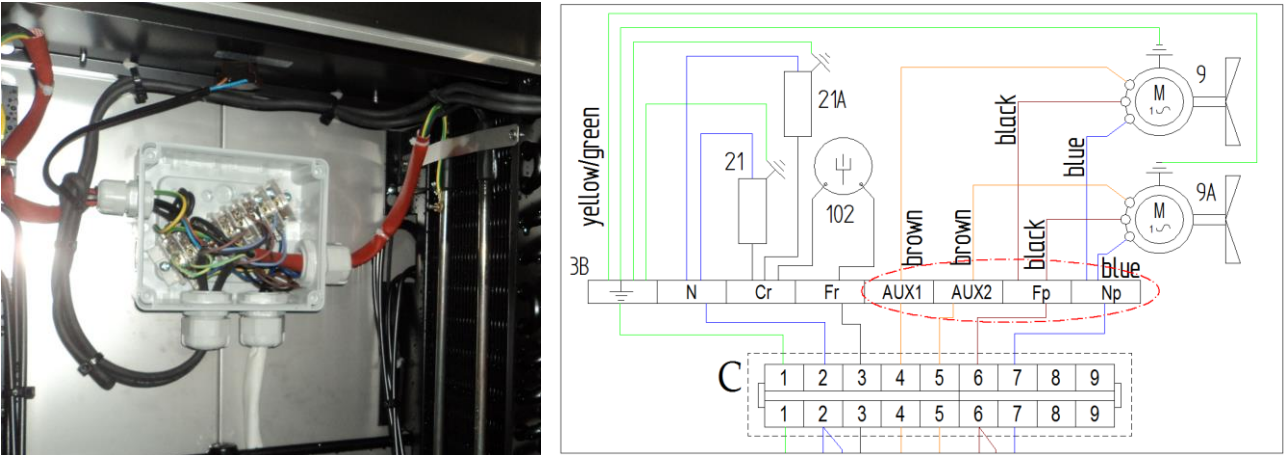 9
21A
M
1
black
yellow/green
21
blue
102
9A
M
1
brown
brown
black
3B
blue
N Cr Fr AUX1 AUX2 Fp Np
C
1 2 3 4 5 6 7 8 9
1 2 3 4 5 6 7 8 9